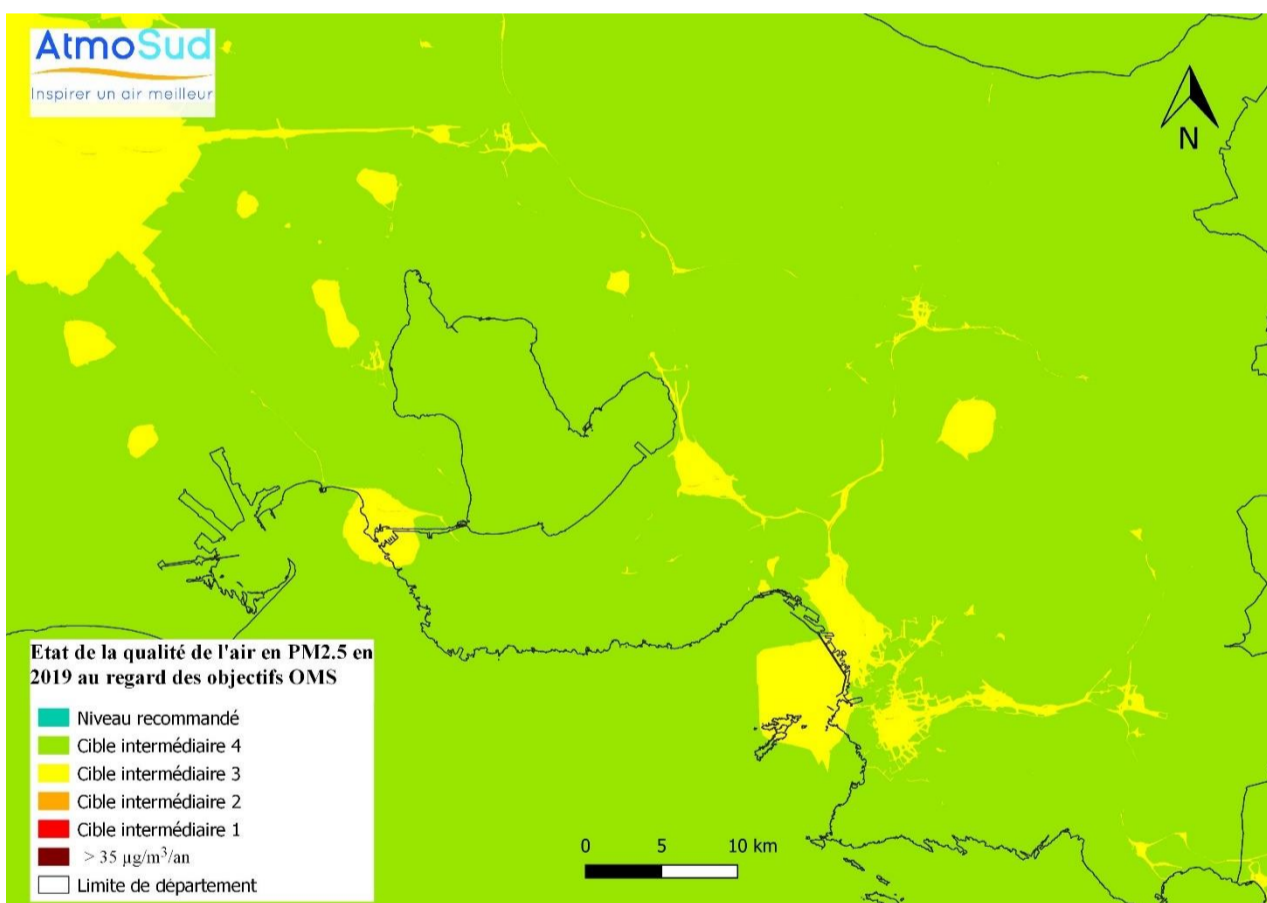 AtmoSud
Inspirer un air meilleur
N
Etat de la qualité de l'air en PM2.5 en
2019 au regard des objectifs OMS
Niveau recommandé
Cible intermédiaire 4
Cible intermédiaire 3
Cible intermédiaire 2
Cible intermédiaire 1
> 35 µg/m³/an
Limite de département
0 5 10 km